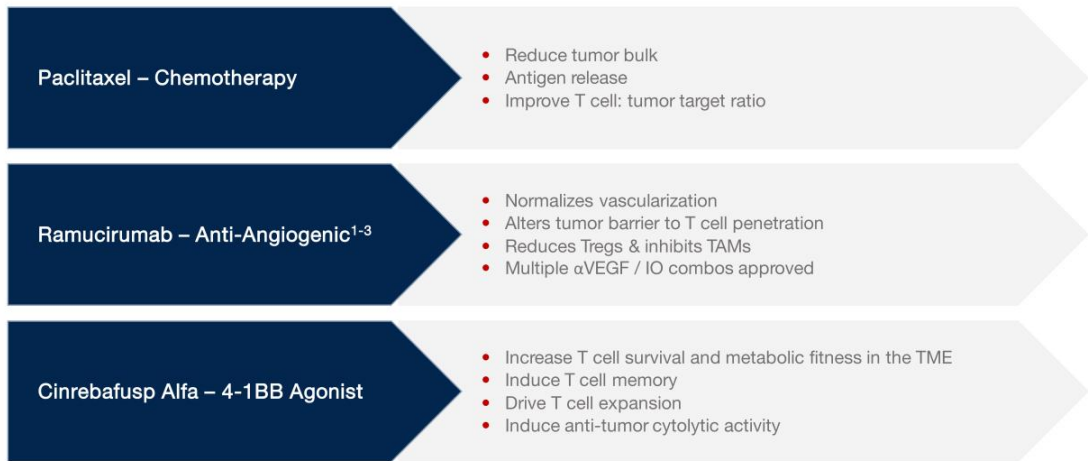 Paclitaxel – Chemotherapy
• Reduce tumor bulk
• Antigen release
• Improve T cell: tumor target ratio
Ramucirumab – Anti-Angiogenic1-3
• Normalizes vascularization
• Alters tumor barrier to T cell penetration
• Reduces Tregs & inhibits TAMs
• Multiple αVEGF / IO combos approved
Cinrebafusp Alfa – 4-1BB Agonist
• Increase T cell survival and metabolic fitness in the TME
• Induce T cell memory
• Drive T cell expansion
• Induce anti-tumor cytolytic activity